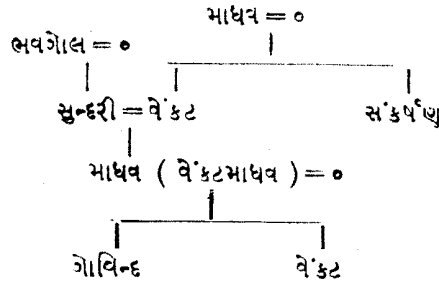 માધવ = ૦
ભવગોલ = ૦
સુન્દરી = વેંકટ સંકર્ષણ
માધવ ( વેંકટમાધવ ) = ૦
ગોવિન્દ વેંકટ